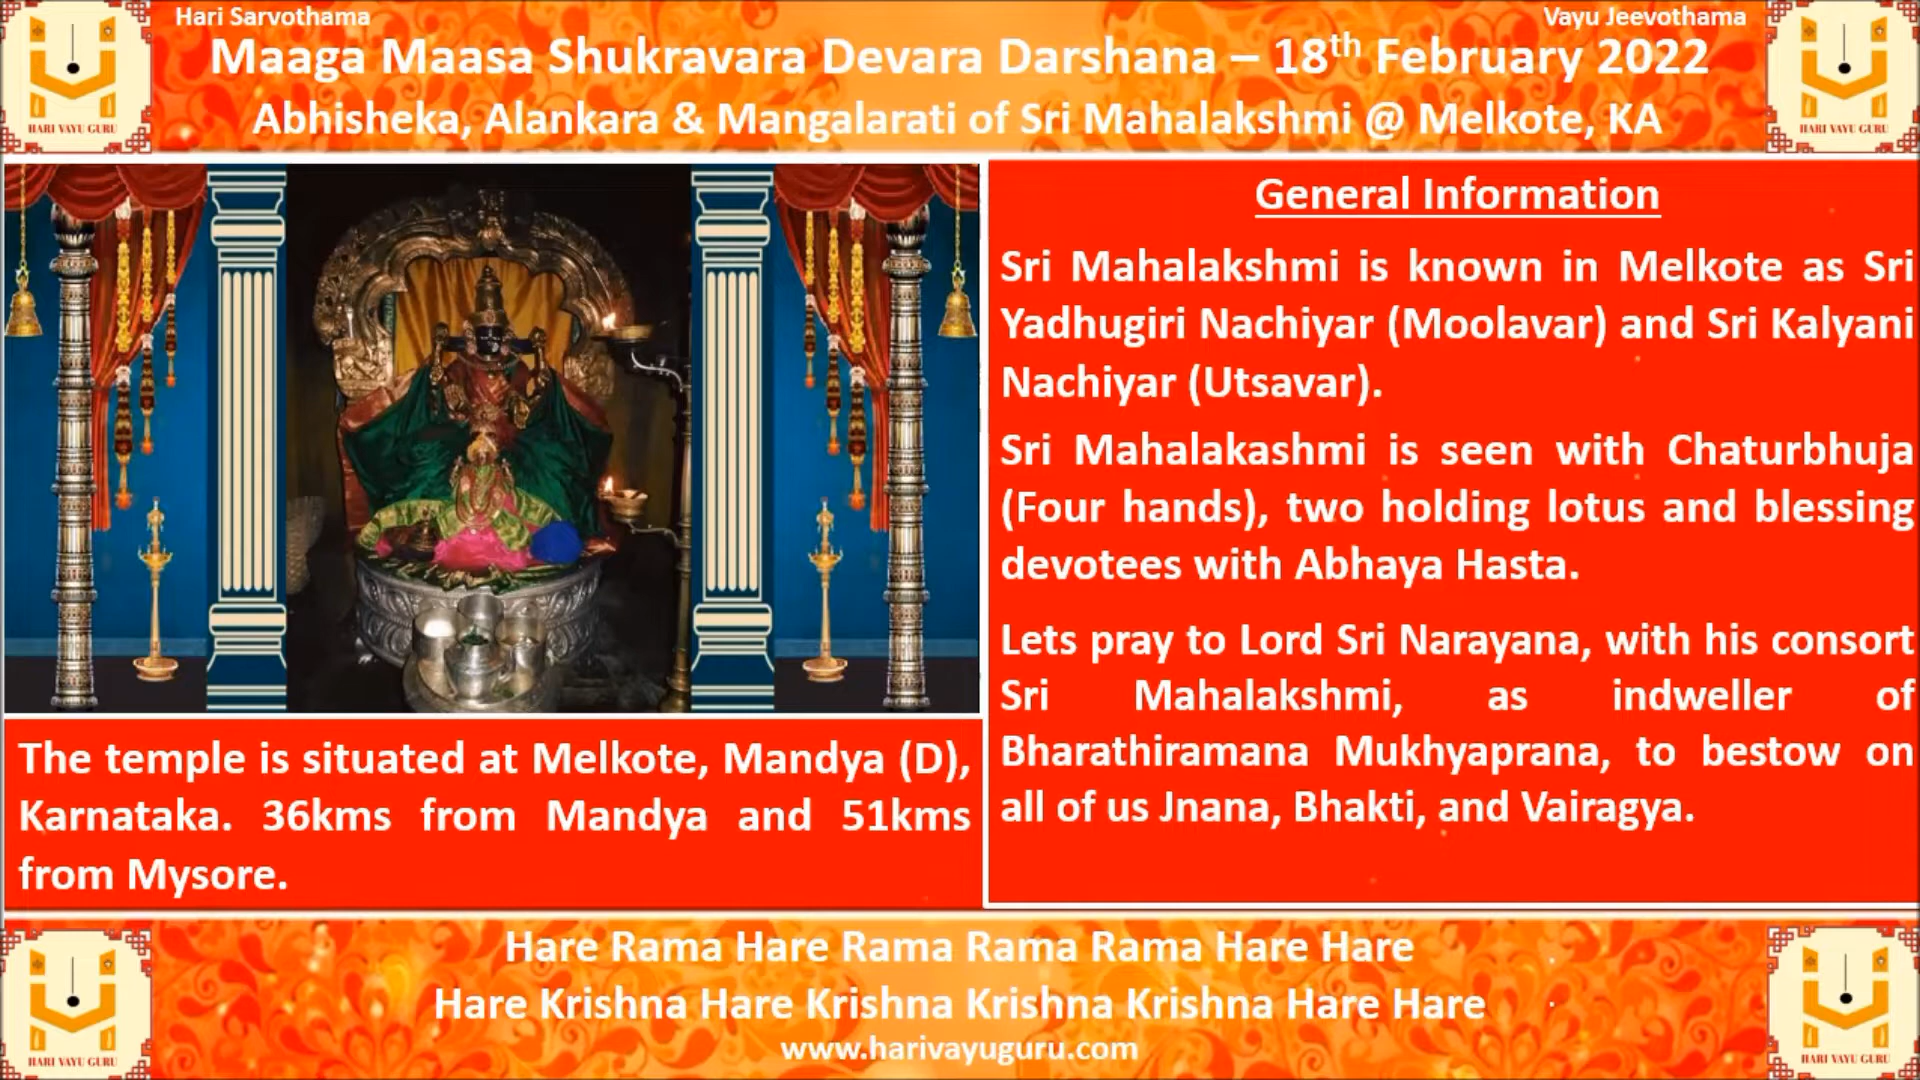 Hari Sarvothama
Vayu Jeevothama
Maaga Maasa Shukravara Devara Darshana – 18th February 2022
Abhisheka, Alankara & Mangalarati of Sri Mahalakshmi @ Melkote, KA
HARI VAYU GURU
HARI VAYU GURU
The temple is situated at Melkote, Mandya (D),
Karnataka. 36kms from Mandya and 51kms
from Mysore.
General Information
Sri Mahalakshmi is known in Melkote as Sri
Yadhugiri Nachiyar (Moolavar) and Sri Kalyani
Nachiyar (Utsavar).
Sri Mahalakashmi is seen with Chaturbhuja
(Four hands), two holding lotus and blessing
devotees with Abhaya Hasta.
Lets pray to Lord Sri Narayana, with his consort
Sri Mahalakshmi, as indweller of
Bharathiramana Mukhyaprana, to bestow on
all of us Jnana, Bhakti, and Vairagya.
Hare Rama Hare Rama Rama Rama Hare Hare
Hare Krishna Hare Krishna Krishna Krishna Hare Hare
www.harivayuguru.com
HARI VAYU GURU
HARI VAYU GURU